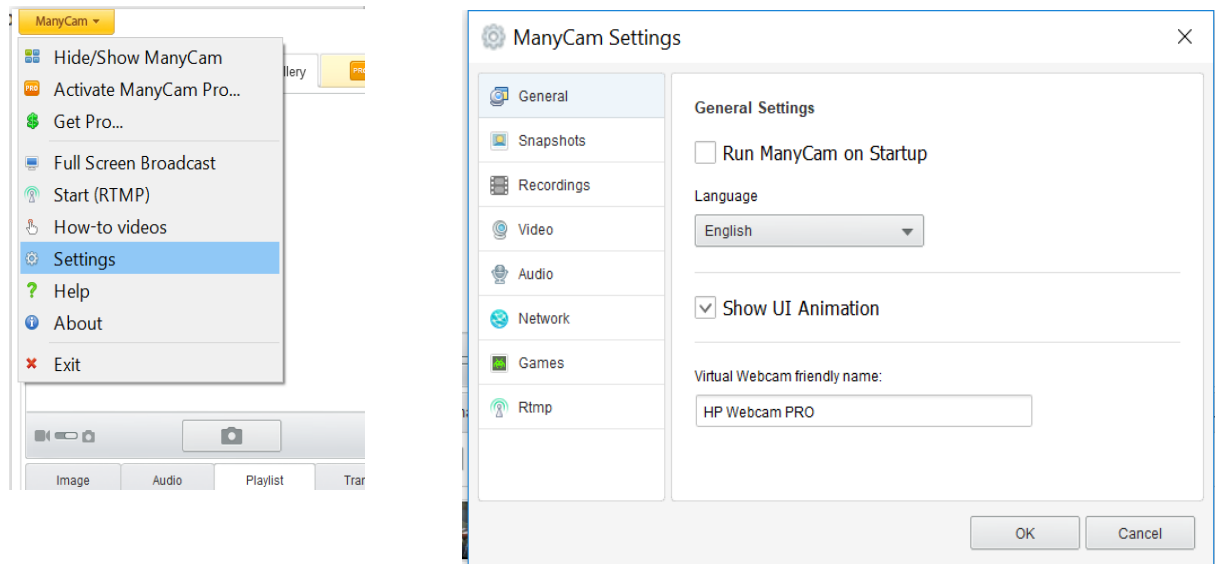 ManyCam
Hide/Show ManyCam
llery
PRO
Activate ManyCam Pro...
Get Pro...
Full Screen Broadcast
Start (RTMP)
How-to videos
Settings
Help
About
Exit
Image
Audio
Playlist
Tra
ManyCam Settings
General
Snapshots
Recordings
Video
Audio
Network
Games
Rtmp
General Settings
Run ManyCam on Startup
Language
English
Show UI Animation
Virtual Webcam friendly name:
HP Webcam PRO
OK
Cancel